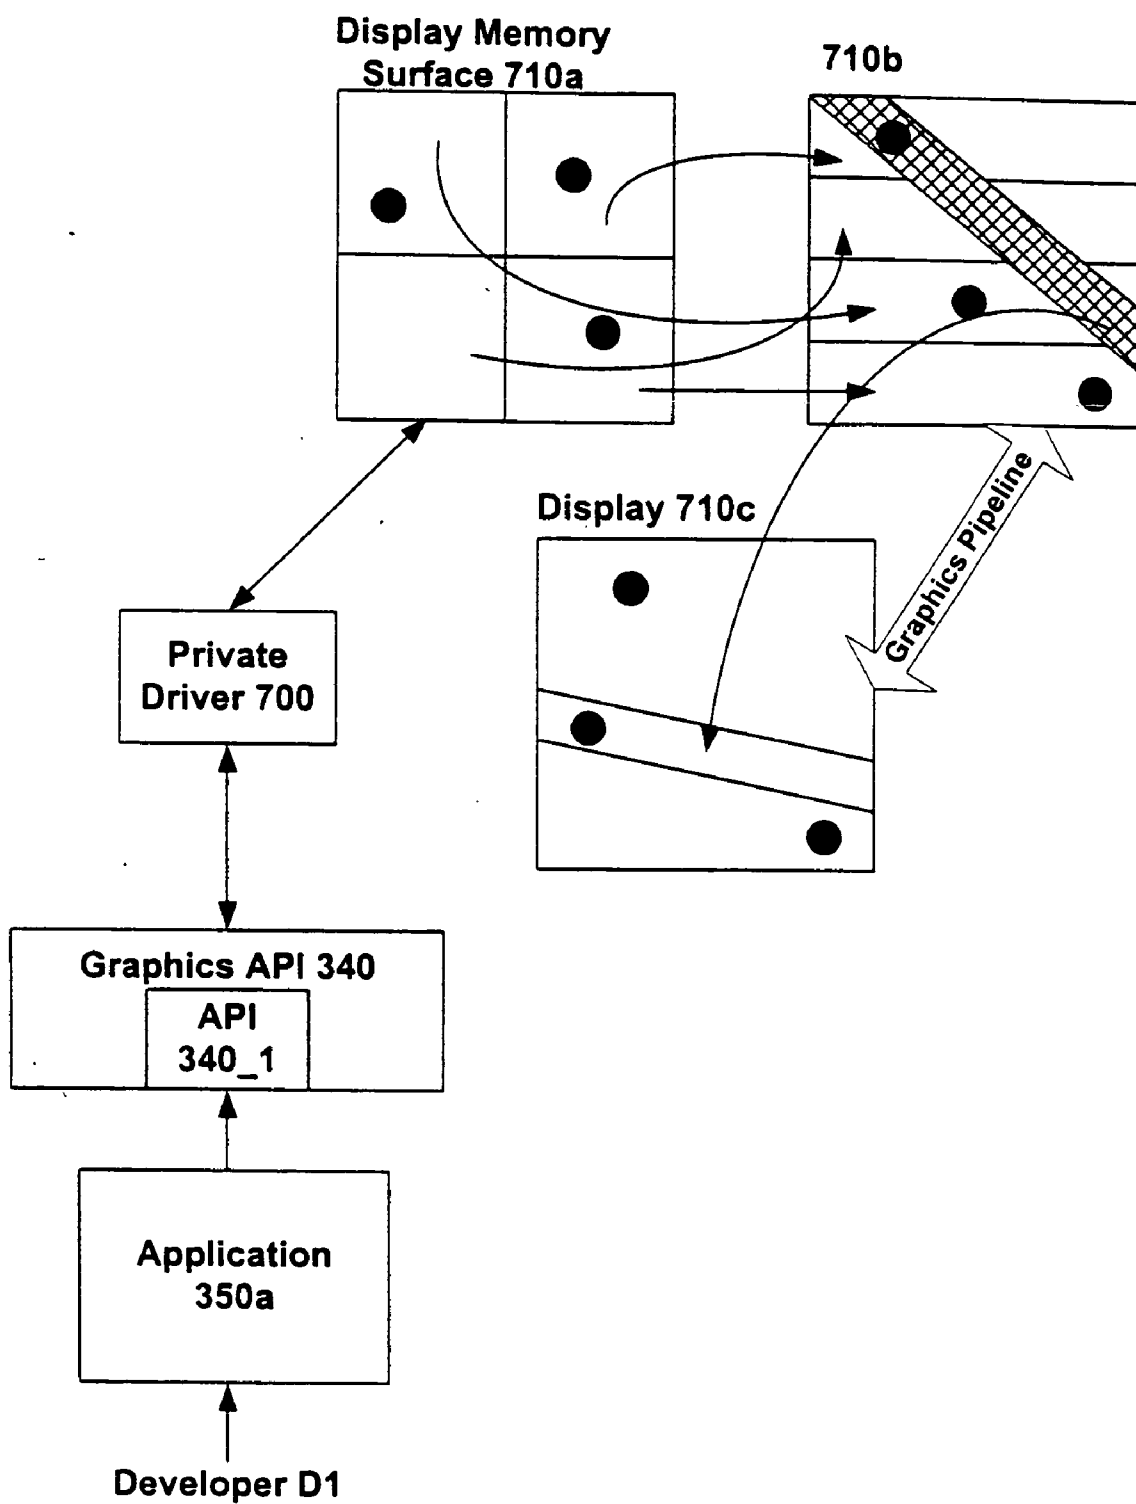 Display Memory
Surface 710a
710b
Display 710c
Graphics Pipeline
Private
Driver 700
Graphics API 340
API
340_1
Application
350a
Developer D1